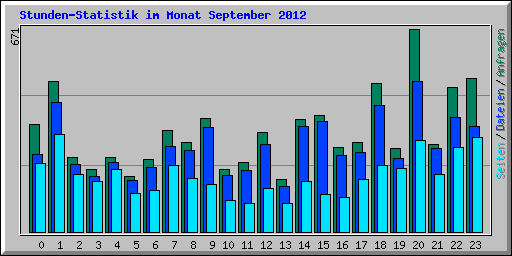 Stunden-Statistik im Monat September 2012
671
Seiten / Dateien / Anfragen
0 1 2 3 4 5 6 7 8 9 10 11 12 13 14 15 16 17 18 19 20 21 22 23